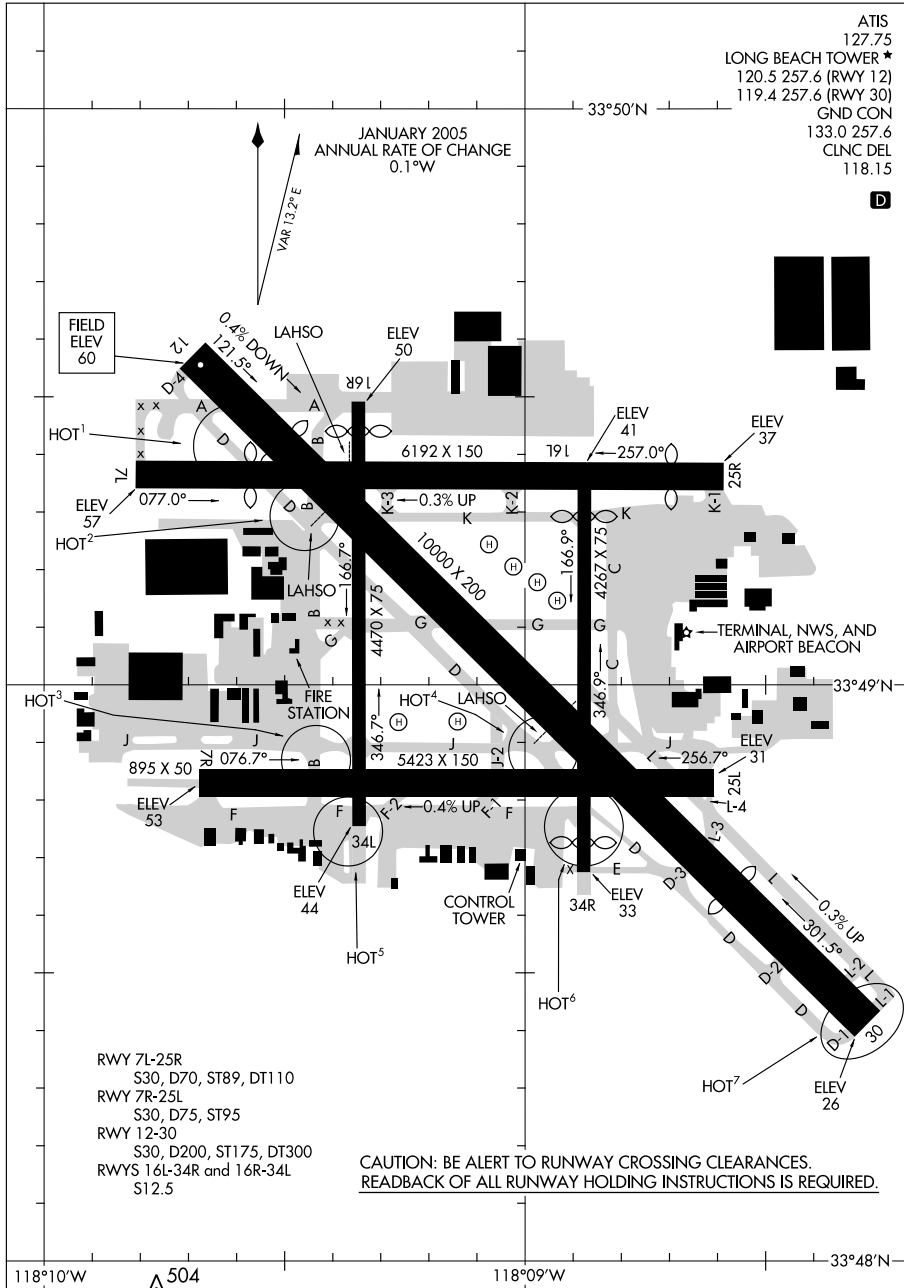 ATIS
127.75
LONG BEACH TOWER ★
120.5 257.6 (RWY 12)
119.4 257.6 (RWY 30)
GND CON
133.0 257.6
CLNC DEL
118.15
D
33°50'N
JANUARY 2005
ANNUAL RATE OF CHANGE
0.1°W
VAR 13.2° E
FIELD
ELEV
60
12
0.4% DOWN
121.5°
LAHSO
ELEV
50
16R
D-4
A
A
HOT1
D
B
ELEV
41
ELEV
37
6192 X 150
16L
257.0°
7L
25R
077.0°
ELEV
57
K-3
0.3% UP
K-2
K-1
HOT2
D
B
K
K
10000 X 200
H
H
H
H
166.7°
166.9°
4267 X 75
C
LAHSO
B
4470 X 75
x x
G
G
G
G
TERMINAL, NWS, AND
AIRPORT BEACON
D
C
FIRE
STATION
346.9°
33°49'N
HOT3
HOT4
LAHSO
346.7°
H
H
J
J
J
J
J-2
L
ELEV
31
7R
076.7°
B
5423 X 150
256.7°
25L
895 X 50
ELEV
53
L-4
F
F
F-2
0.4% UP
F-1
F
L-3
34L
D
E
x
D-3
ELEV
44
CONTROL
TOWER
34R
ELEV
33
L
0.3% UP
301.5°
HOT5
D
D-2
L-2
L
L-1
HOT6
D
D-1
30
HOT7
ELEV
26
RWY 7L-25R
S30, D70, ST89, DT110
RWY 7R-25L
S30, D75, ST95
RWY 12-30
S30, D200, ST175, DT300
RWYS 16L-34R and 16R-34L
S12.5
CAUTION: BE ALERT TO RUNWAY CROSSING CLEARANCES.
READBACK OF ALL RUNWAY HOLDING INSTRUCTIONS IS REQUIRED.
33°48'N
118°10'W
504
118°09'W